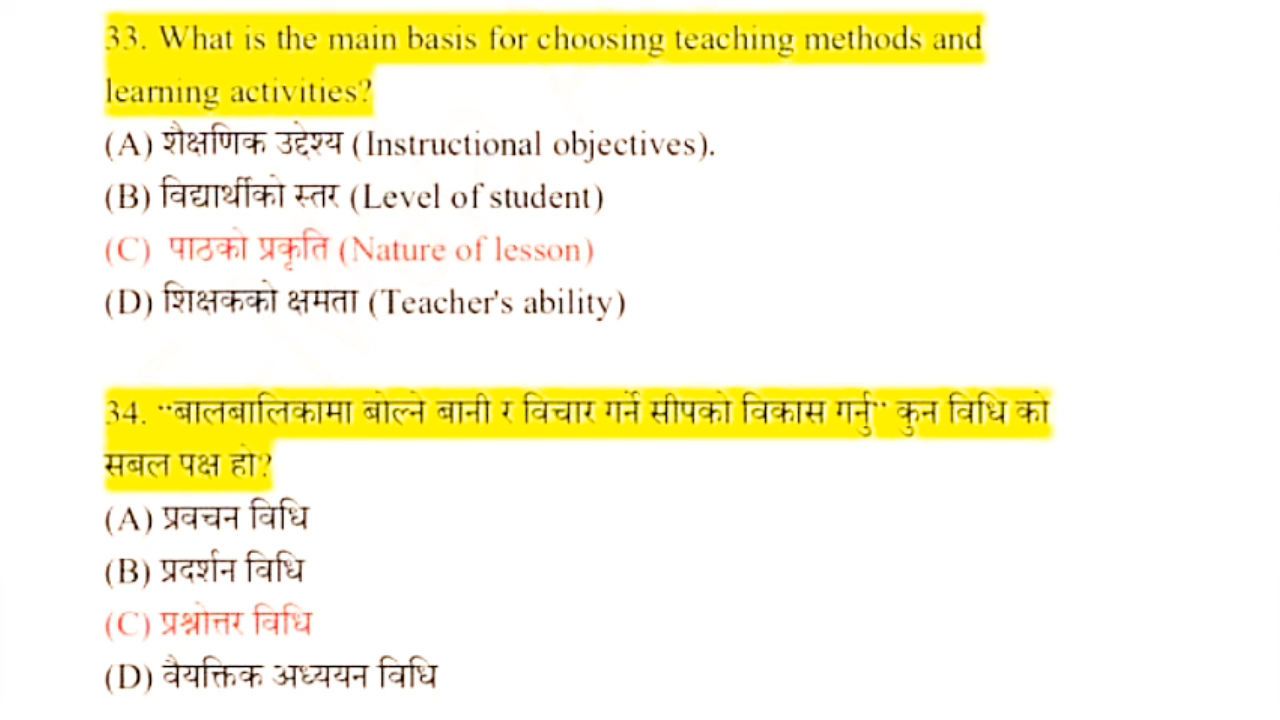 33. What is the main basis for choosing teaching methods and
learning activities?
(A) शैक्षणिक उद्देश्य (Instructional objectives).
(B) विद्यार्थीको स्तर (Level of student)
(C) पाठको प्रकृति (Nature of lesson)
(D) शिक्षकको क्षमता (Teacher's ability)
34. "बालबालिकामा बोल्ने बानी र विचार गर्ने सीपको विकास गर्नु" कुन विधि को
सबल पक्ष हो?
(A) प्रवचन विधि
(B) प्रदर्शन विधि
(C) प्रश्नोत्तर विधि
(D) वैयक्तिक अध्ययन विधि